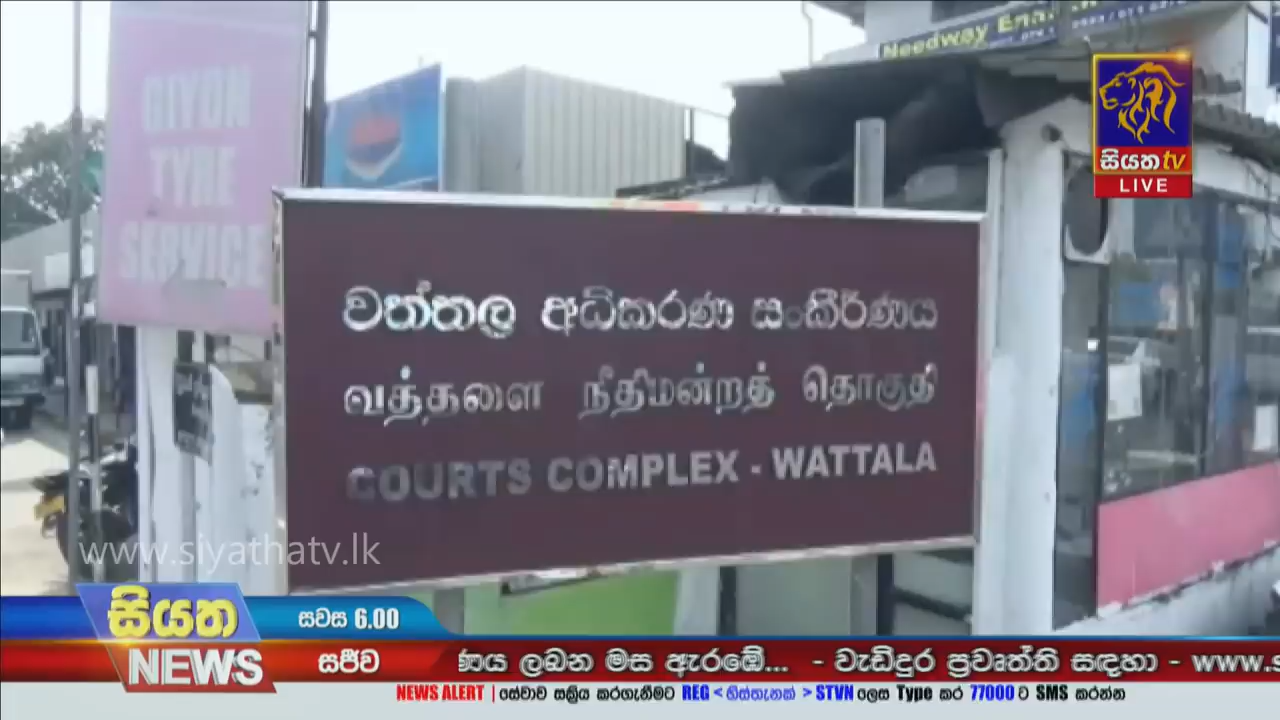 Needway
GIYON
TYRE
SERVICE
සියත tv
LIVE
වත්තල අධිකරණ සංකීර්ණය
வத்தளை நீதிமன்றத் தொகுதி
COURTS COMPLEX - WATTALA
www.siyathatv.lk
සියත
NEWS
සවස 6.00
සජීව
ණය ලබන මස ඇරඹේ... - වැඩිදුර ප්‍රවෘත්ති සඳහා - www.s
NEWS ALERT | සේවාව සක්‍රිය කරගැනීමට REG < හිස්තැනක් > STVN ලෙස Type කර 77000 ට SMS කරන්න